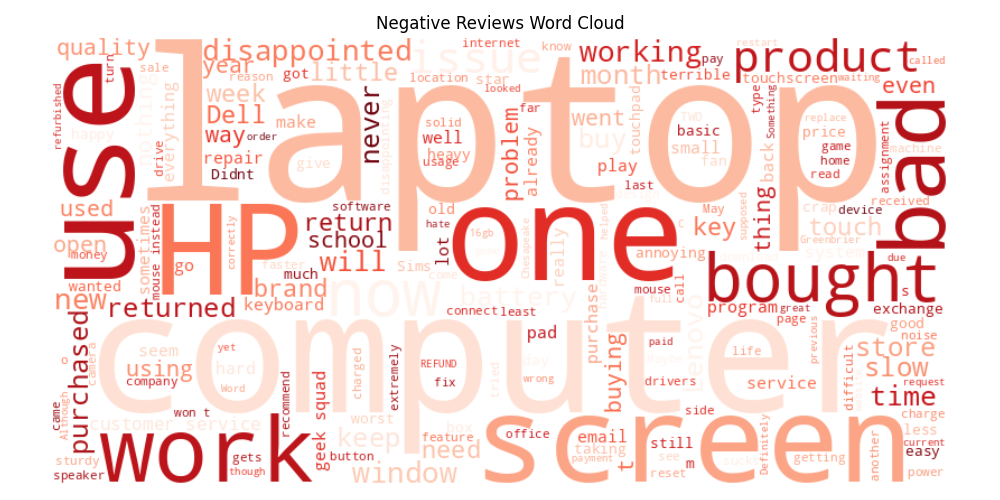 Negative Reviews Word Cloud
quality
disappointed
issue
internet
know
working
pay
product
restart
called
turn
sale
year
reason
got
little
location
star
looked
month
terrible
touchscreen
waiting
even
refurbished
use
nothing
everything
week
Dell
order
make
never
disappointing
solid
well
far
went
buy
touchpad
TWO
basic
small
fan
type
Something
replace
price
game
home
read
machine
bad
happy
drive
way
repair
Didnt
give
laptop
usage
heavy
problem
already
play
last
back
assignment
used
open
money
wanted
new
sometimes
mouse
instead
HP
go
correctly
faster
brand
much
keyboard
software
return
school
will
old
hate
lot
Sims
come
one
16gb
Chesapeake
really
helped
May
key
annoying
call
mouse
supposed
thing
touch
crap
device
received
system
Greenbrier
due
bought
s
exchange
returned
now
battery
connect
least
purchase
full
program
great
page
previous
good
noise
o
camera
purchased
seem
using
company
yet
hard
Word
charged
computer
extremely
REFUND
fix
pad
day
tried
wrong
buying
paid
Lenovo
drivers
life
service
difficult
store
slow
time
request
came
Although
customer service
won t
recommend
geek squad
worst
keep
box
feature
need
office
email
taking
payment
side
still
see
reset
m
t
Definitely
getting
another
less
charge
current
easy
power
sturdy
speaker
work
gets
though
button
window
screen